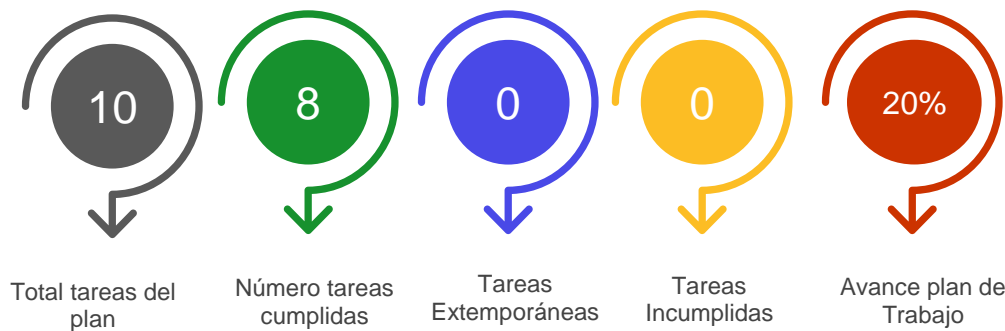 10
8
0
0
20%
Total tareas del
plan
Número tareas
cumplidas
Tareas
Extemporáneas
Tareas
Incumplidas
Avance plan de
Trabajo